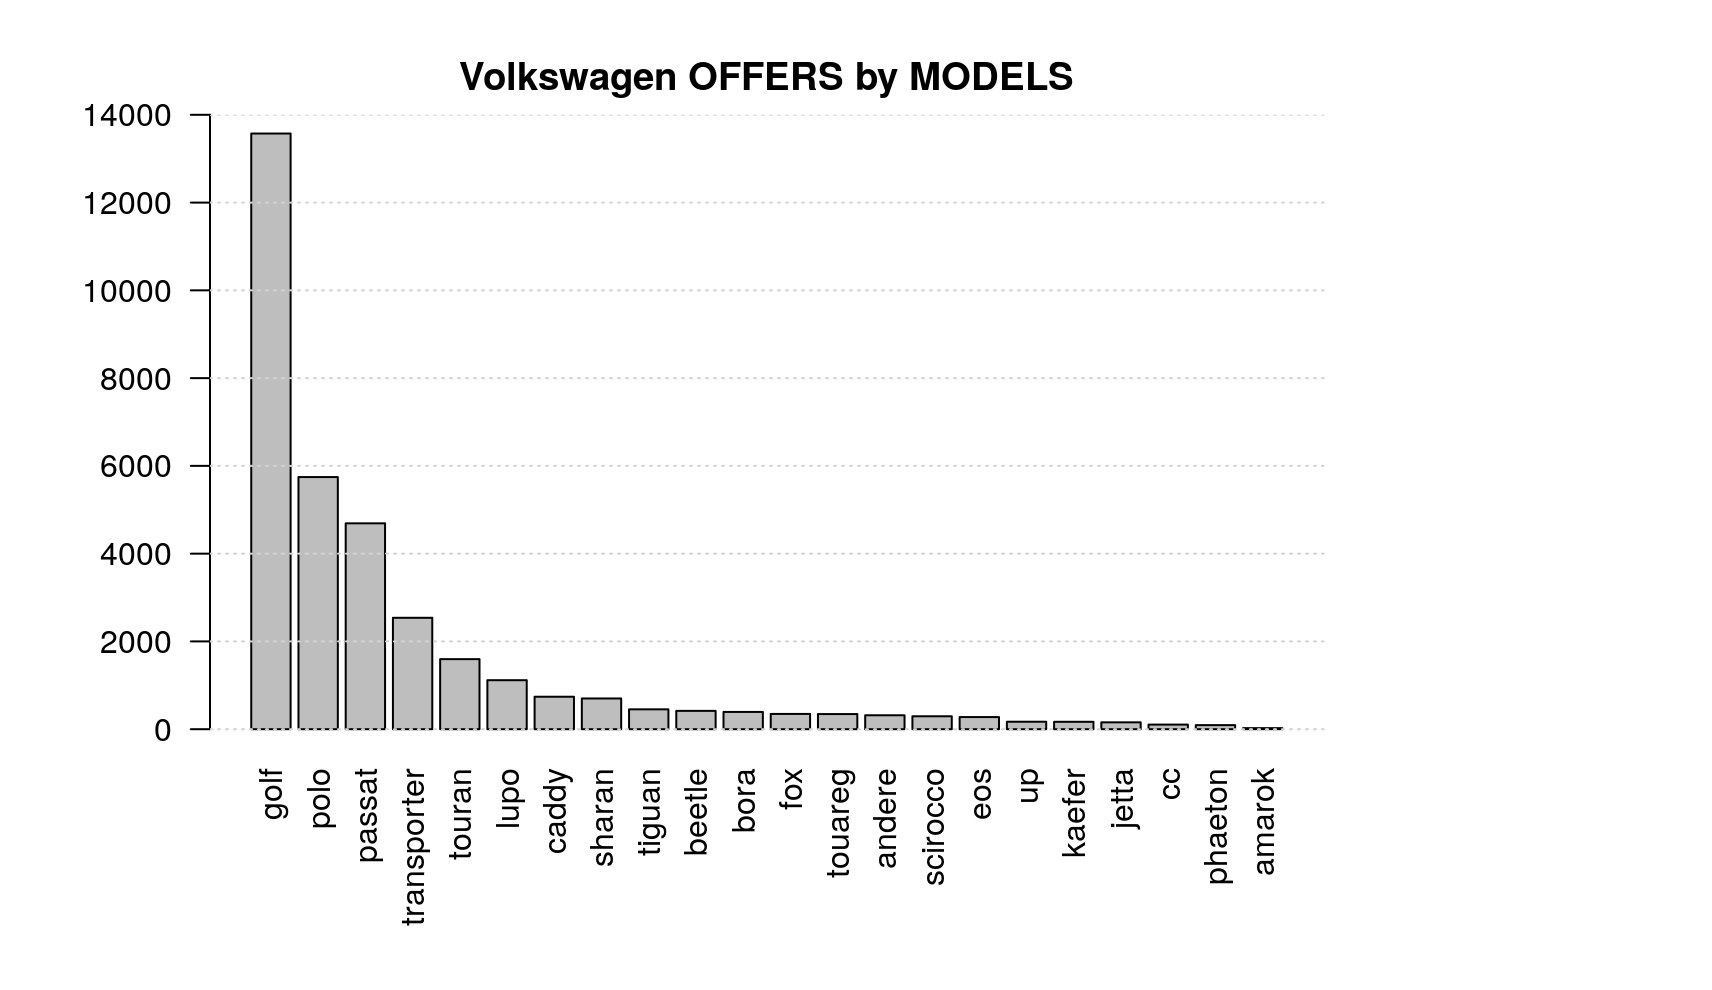 Volkswagen OFFERS by MODELS
14000
12000
10000
8000
6000
4000
2000
0
golf
polo
passat
transporter
touran
lupo
caddy
sharan
tiguan
beetle
bora
fox
touareg
andere
scirocco
eos
up
kaefer
jetta
cc
phaeton
amarok